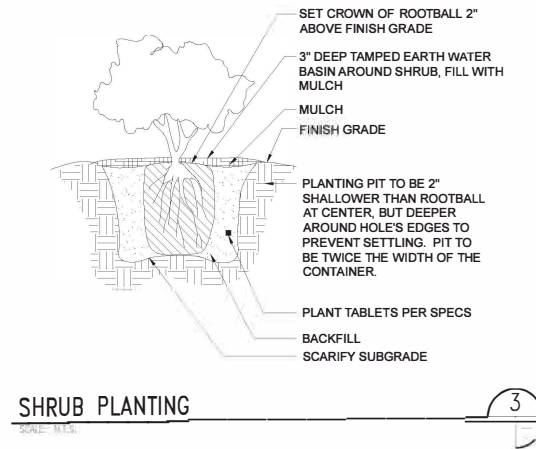 SET CROWN OF ROOTBALL 2"
ABOVE FINISH GRADE
3" DEEP TAMPED EARTH WATER
BASIN AROUND SHRUB, FILL WITH
MULCH
MULCH
FINISH GRADE
PLANTING PIT TO BE 2"
SHALLOWER THAN ROOTBALL
AT CENTER, BUT DEEPER
AROUND HOLE'S EDGES TO
PREVENT SETTLING. PIT TO
BE TWICE THE WIDTH OF THE
CONTAINER.
PLANT TABLETS PER SPECS
BACKFILL
SCARIFY SUBGRADE
SHRUB PLANTING
3
SCALE: N.T.S.